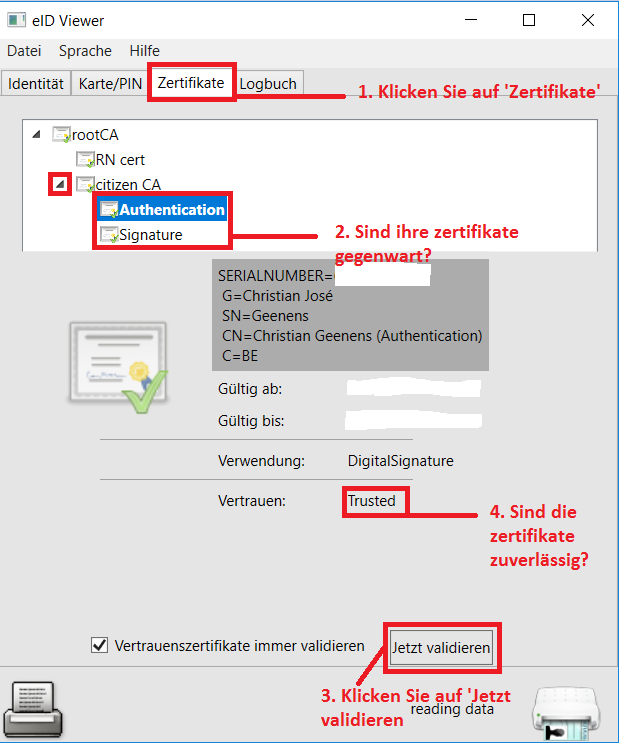 eID Viewer
Datei Sprache Hilfe
Identität Karte/PIN Zertifikate Logbuch
1. Klicken Sie auf 'Zertifikate'
rootCA
RN cert
citizen CA
Authentication
Signature
2. Sind ihre zertifikate
gegenwart?
SERIALNUMBER=
G=Christian José
SN=Geenens
CN=Christian Geenens (Authentication)
C=BE
Gültig ab:
Gültig bis:
Verwendung: DigitalSignature
Vertrauen: Trusted
4. Sind die
zertifikate
zuverlässig?
Vertrauenszertifikate immer validieren Jetzt validieren
3. Klicken Sie auf 'Jetzt
validieren
reading data